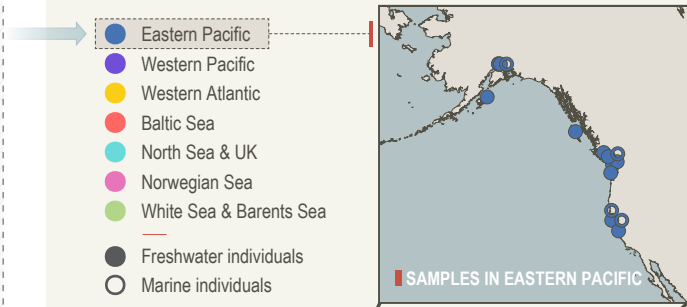 Eastern Pacific
Western Pacific
Western Atlantic
Baltic Sea
North Sea & UK
Norwegian Sea
White Sea & Barents Sea
Freshwater individuals
Marine individuals
SAMPLES IN EASTERN PACIFIC